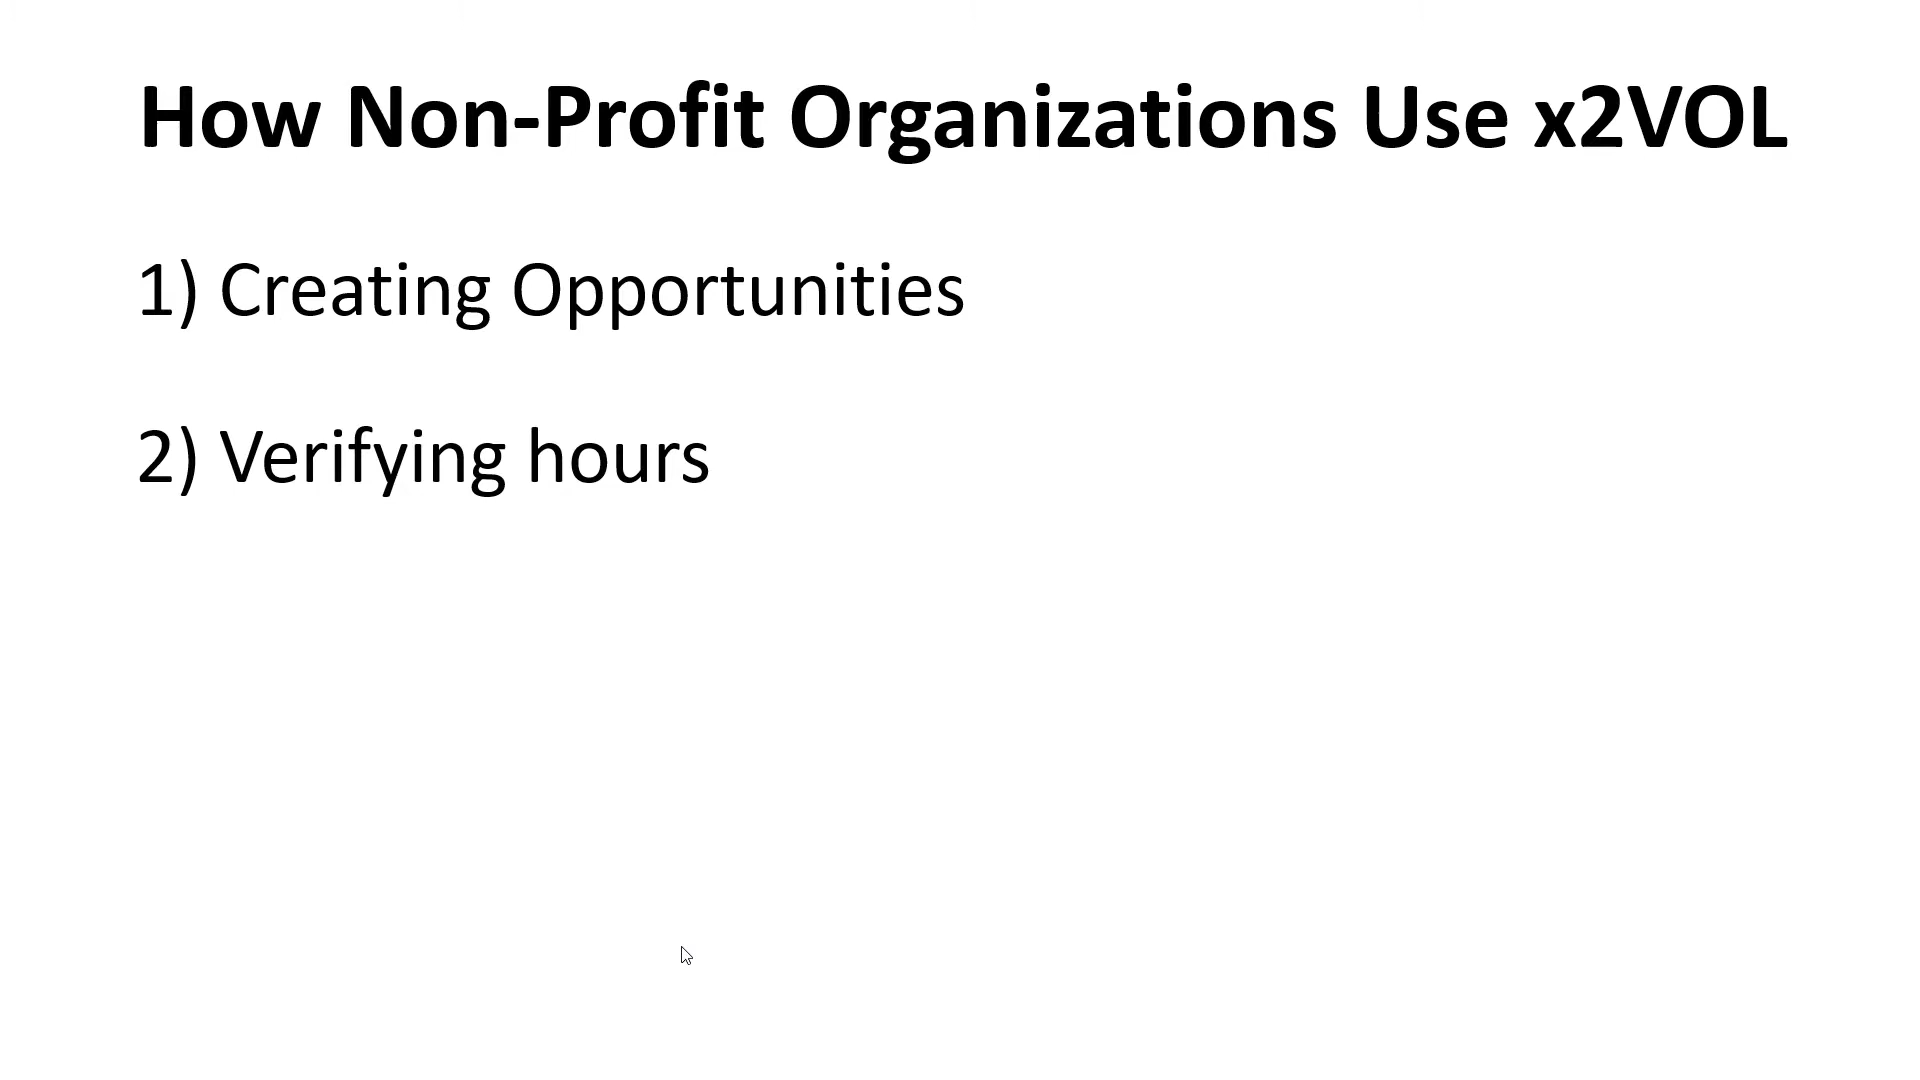 How Non-Profit Organizations Use x2VOL
1) Creating Opportunities
2) Verifying hours